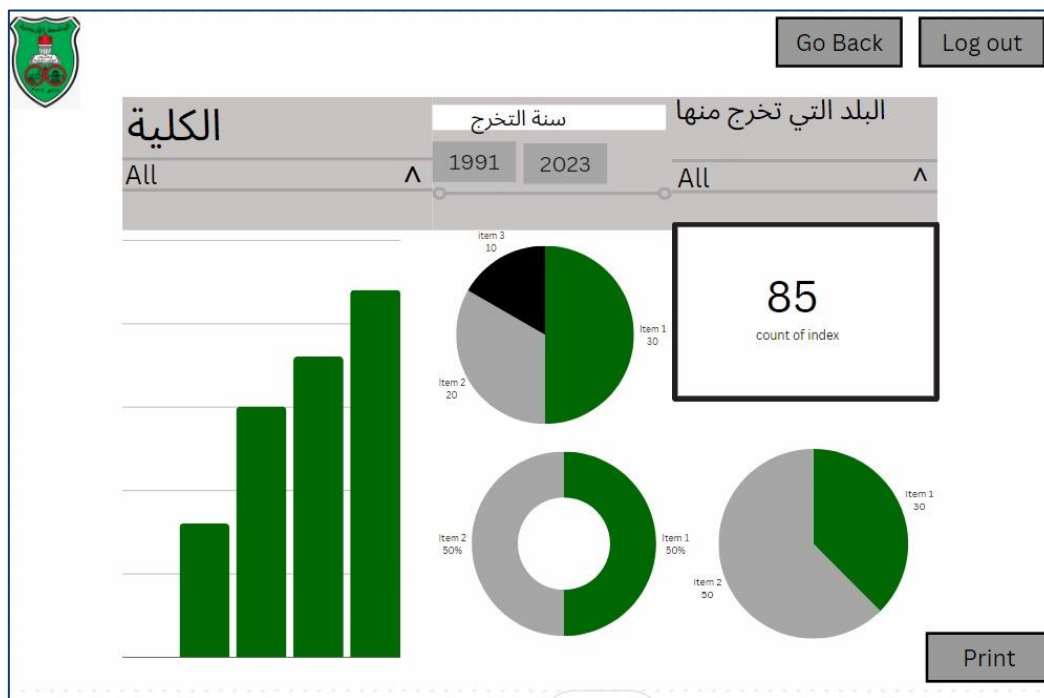 Go Back
Log out
الكلية
سنة التخرج
البلد التي تخرج منها
All
^
1991
2023
All
^
item 3
10
Item 1
30
Item 2
20
85
count of index
Item 2
50%
Item 1
50%
Item 1
30
Item 2
50
Print